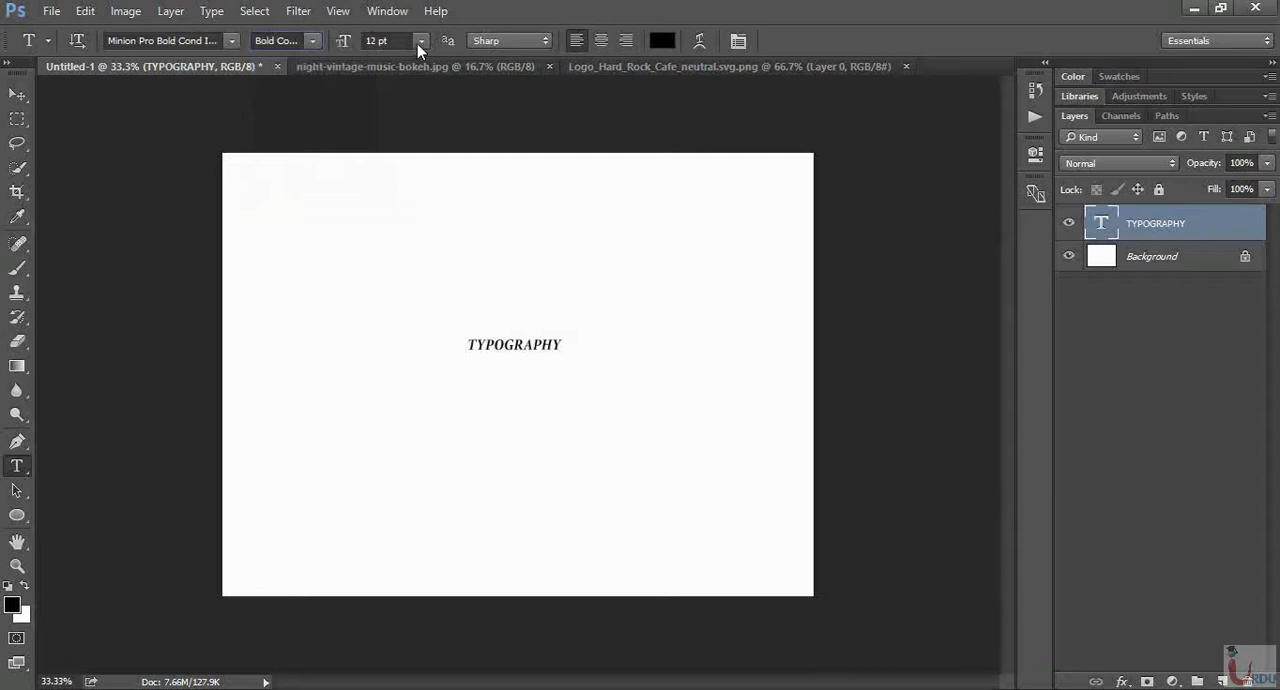 Ps File Edit Image Layer Type Select Filter View Window Help
T Minion Pro Bold Cond I... Bold Co... 12 pt Sharp Essentials
Untitled-1 @ 33.3% (TYPOGRAPHY, RGB/8) * × night-vintage-music-bokeh.jpg @ 16.7% (RGB/8) × Logo_Hard_Rock_Cafe_neutral.svg.png @ 66.7% (Layer 0, RGB/8#) ×
Color Swatches
Libraries Adjustments Styles
Layers Channels Paths
Kind
Normal Opacity: 100%
Lock: Fill: 100%
T TYPOGRAPHY
Background
TYPOGRAPHY
33.33% Doc: 7.66M/127.9K